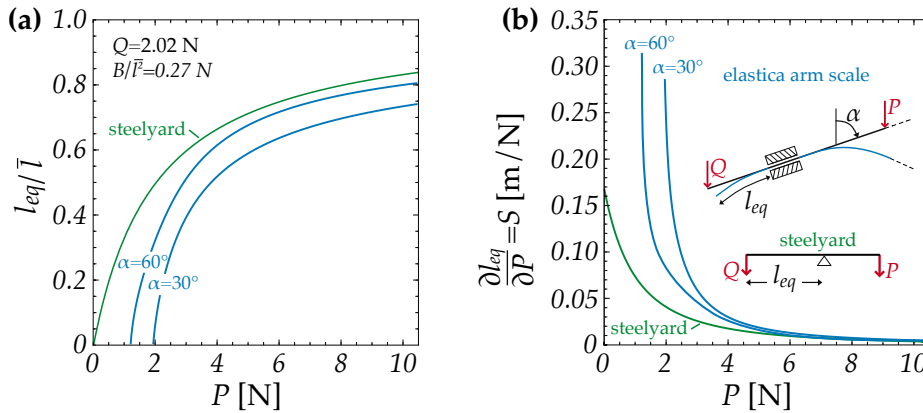 (a)
1.0
0.8
0.6
0.4
0.2
0
l_eq/l̄
Q=2.02 N
B/l̄²=0.27 N
steelyard
α=60°
α=30°
0 2 4 6 8 10
P [N]
(b)
0.35
0.30
0.25
0.20
0.15
0.10
0.05
0
∂l_eq/∂P=S [m/N]
α=60°
α=30°
elastica arm scale
P
α
Q
l_eq
steelyard
Q
l_eq
P
steelyard
0 2 4 6 8 10
P [N]